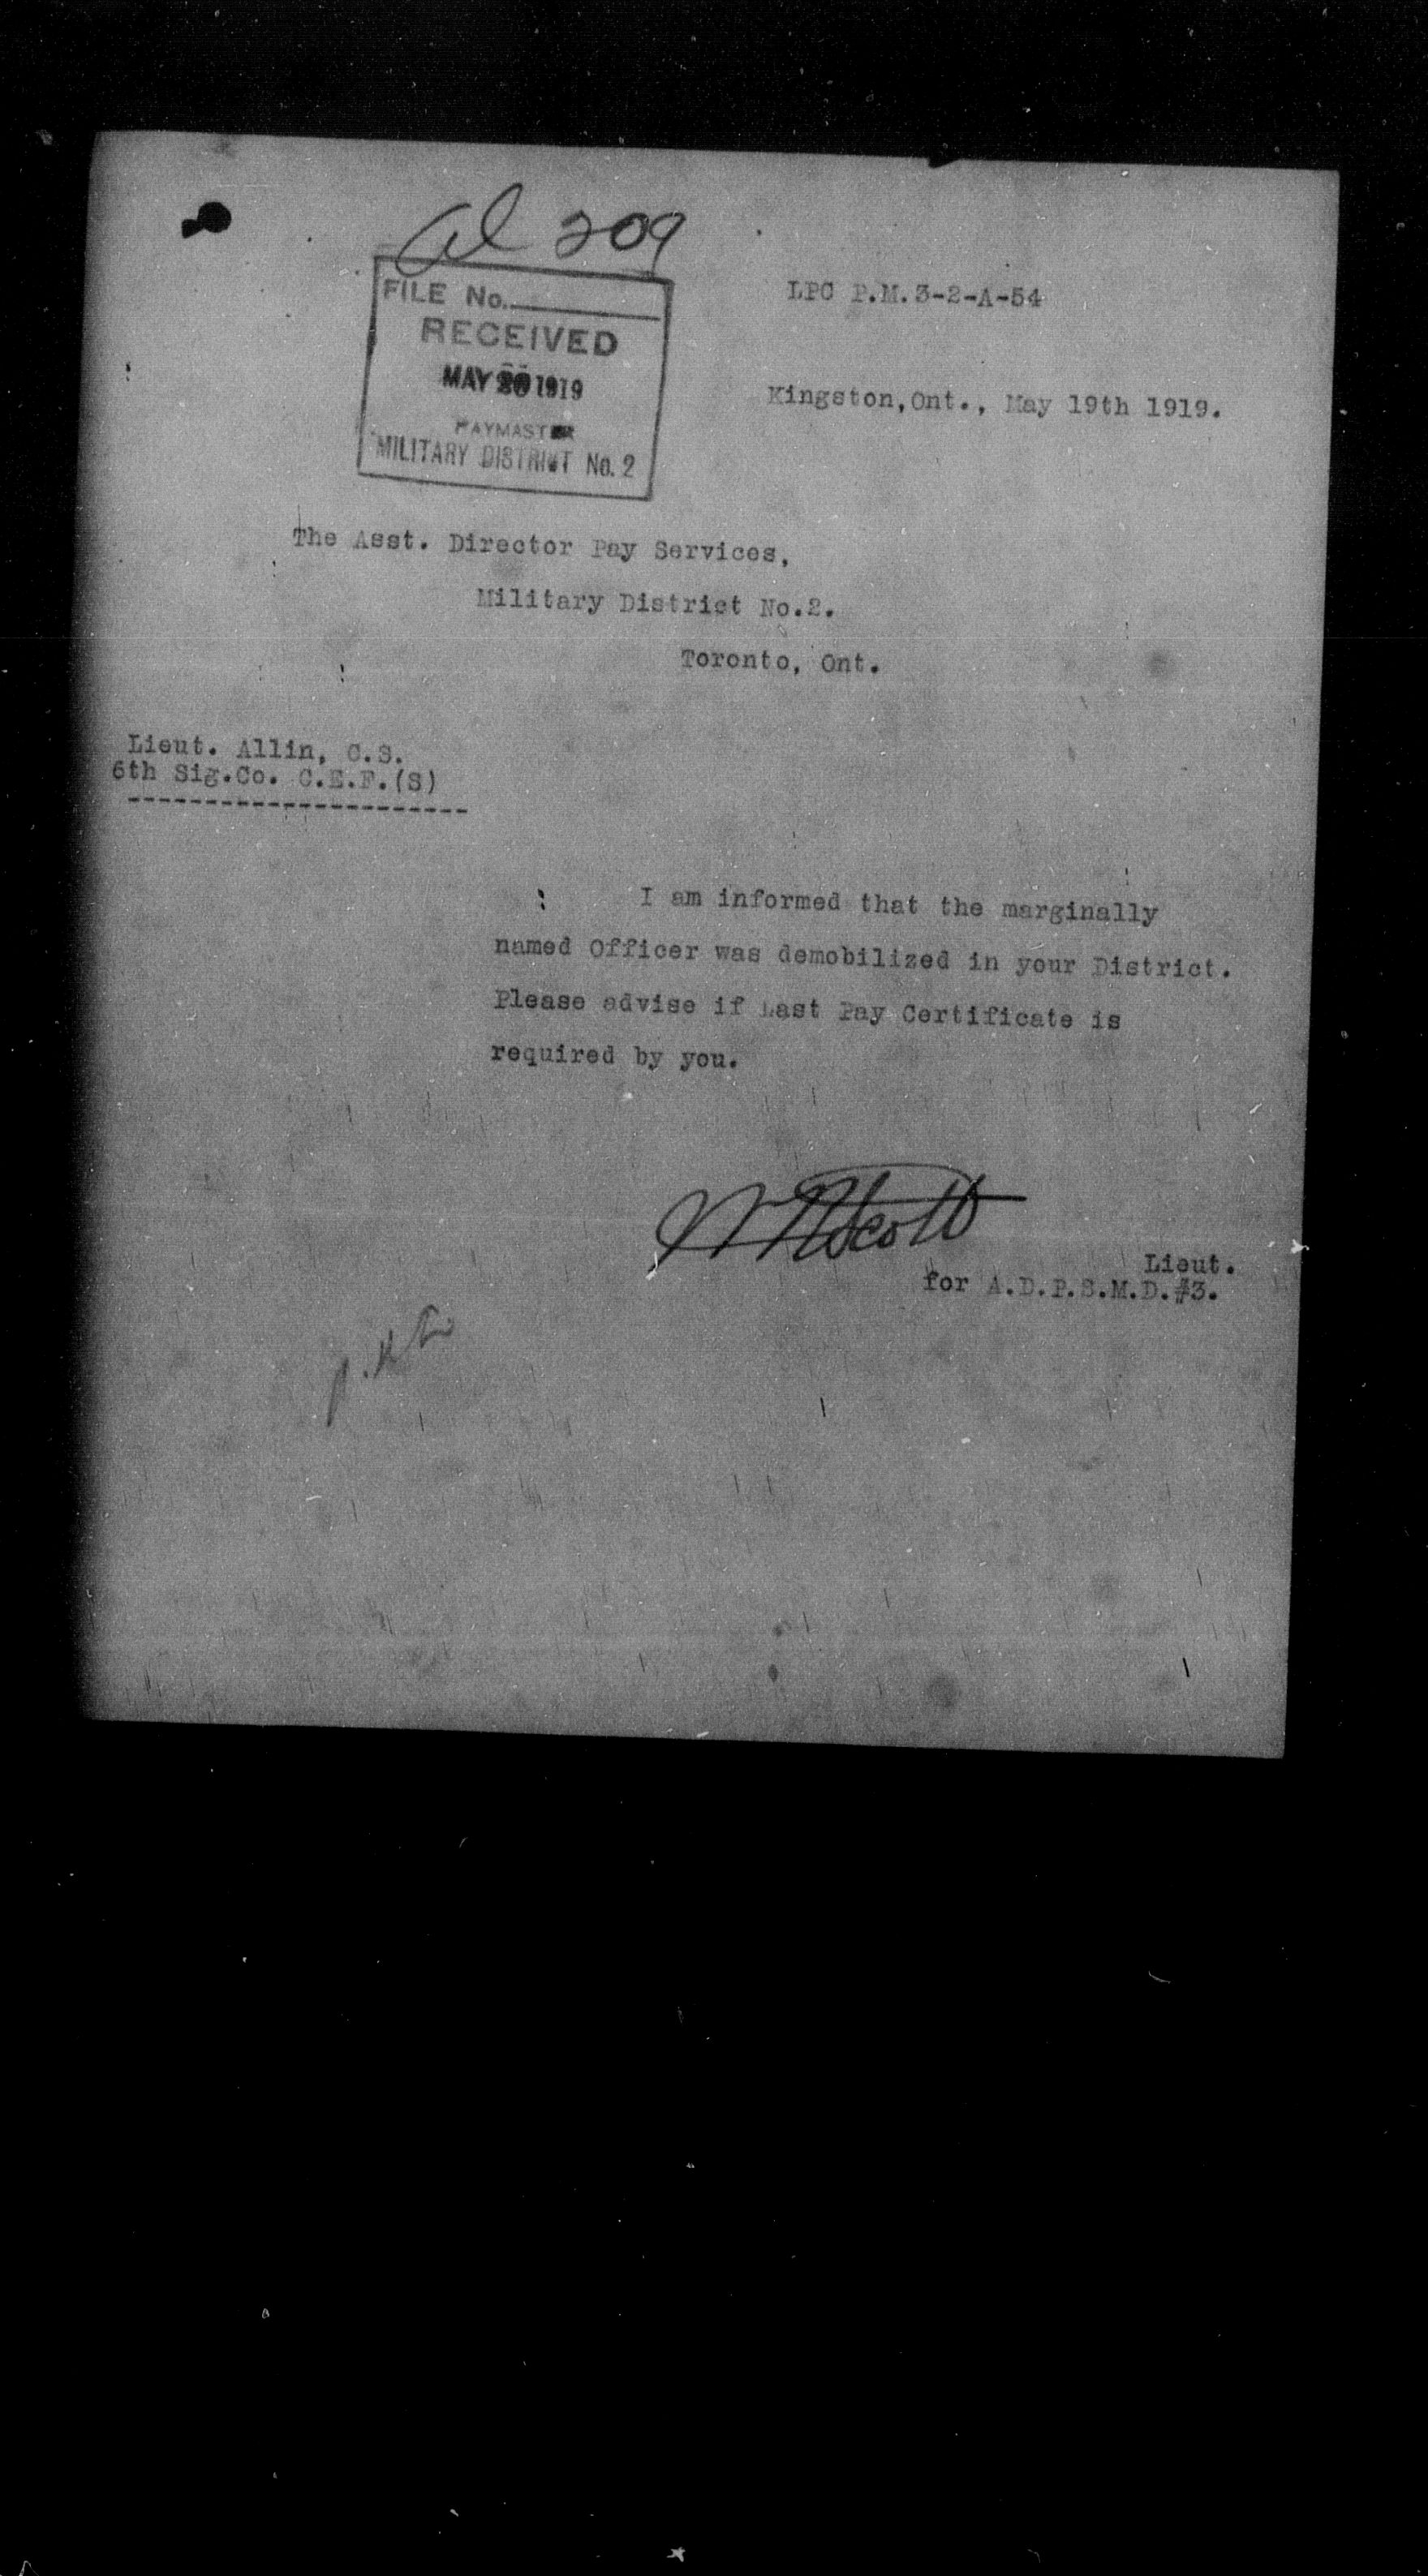 al 209
FILE No.
RECEIVED
MAY 20 1919
PAYMASTER
MILITARY DISTRICT No. 2
LPC P.M.3-2-A-54
Kingston,Ont., May 19th 1919.
The Asst. Director Pay Services,
Military District No.2.
Toronto, Ont.
Lieut. Allin, C.S.
6th Sig.Co. C.E.F.(S)
I am informed that the marginally
named Officer was demobilized in your District.
Please advise if Last Pay Certificate is
required by you.
Scott
Lieut.
for A.D.P.S.M.D.#3.